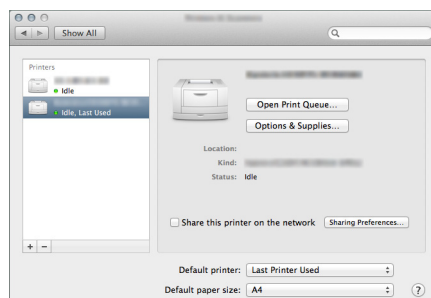 Show All
Printers
Idle
Idle, Last Used
Open Print Queue...
Options & Supplies...
Location:
Kind:
Status: Idle
Share this printer on the network Sharing Preferences...
+ −
Default printer: Last Printer Used
Default paper size: A4 ?